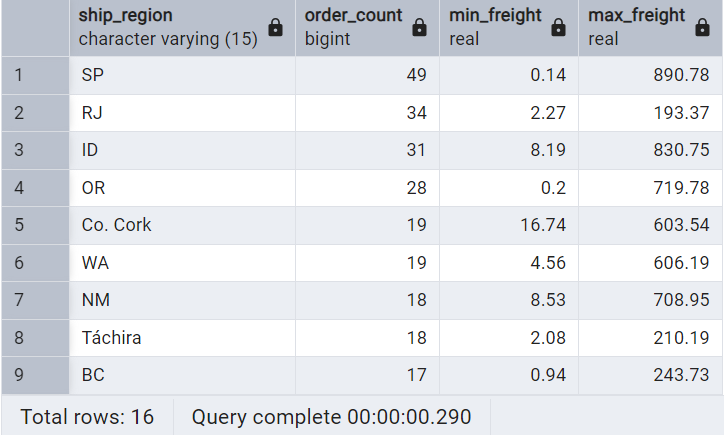 ship_region order_count min_freight max_freight
character varying (15) bigint real real
1 SP 49 0.14 890.78
2 RJ 34 2.27 193.37
3 ID 31 8.19 830.75
4 OR 28 0.2 719.78
5 Co. Cork 19 16.74 603.54
6 WA 19 4.56 606.19
7 NM 18 8.53 708.95
8 Táchira 18 2.08 210.19
9 BC 17 0.94 243.73
Total rows: 16 Query complete 00:00:00.290